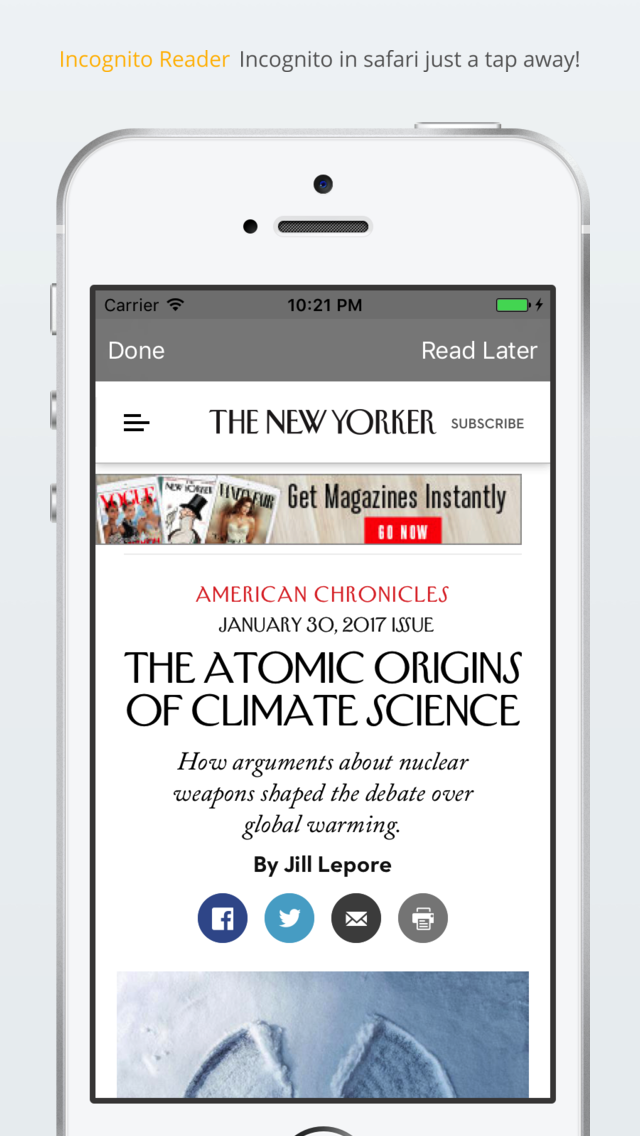 Incognito Reader Incognito in safari just a tap away!
Carrier 10:21 PM
Done Read Later
THE NEW YORKER SUBSCRIBE
VOGUE THE NEW YORKER VANITY FAIR
Get Magazines Instantly
GO NOW
AMERICAN CHRONICLES
JANUARY 30, 2017 ISSUE
THE ATOMIC ORIGINS
OF CLIMATE SCIENCE
How arguments about nuclear
weapons shaped the debate over
global warming.
By Jill Lepore